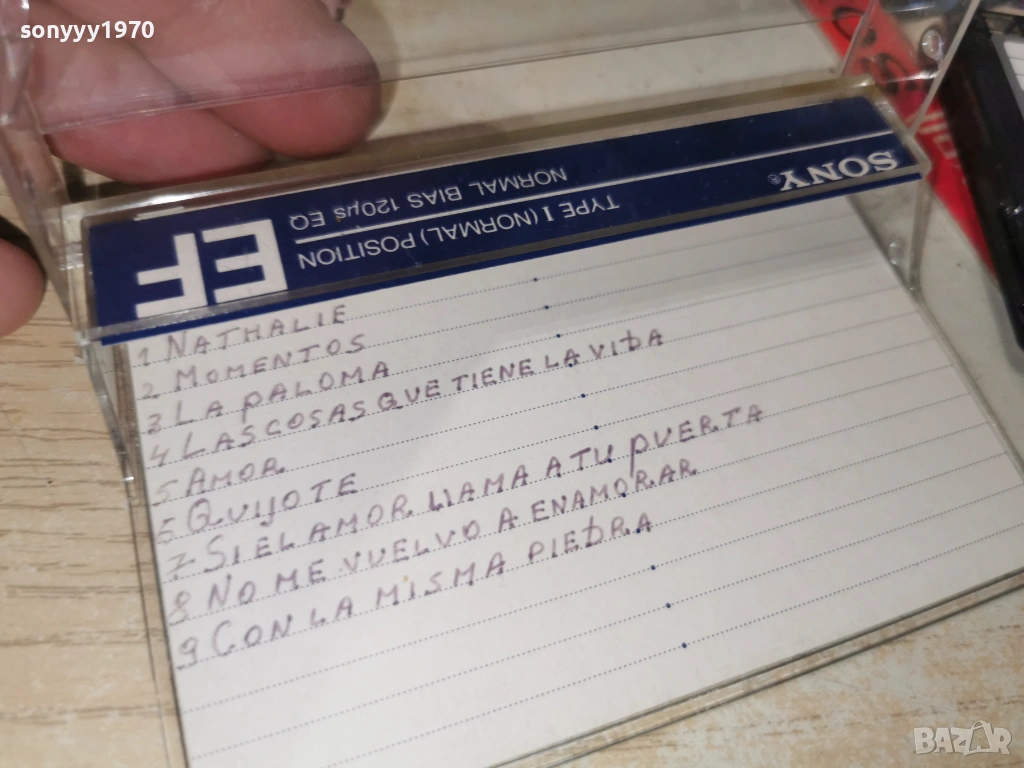 sonyyy1970
SONY®
TYPE I (NORMAL) POSITION
NORMAL BIAS 120µs EQ
EF
1 NATHALIE
2 MOMENTOS
3 LA PALOMA
4 LAS COSAS QUE TIENE LA VIDA
5 AMOR
5 QUIJOTE
7 SI EL AMOR LLAMA A TU PUERTA
8 NO ME VUELVO A ENAMORAR
9 CON LA MISMA PIEDRA
BAZAR